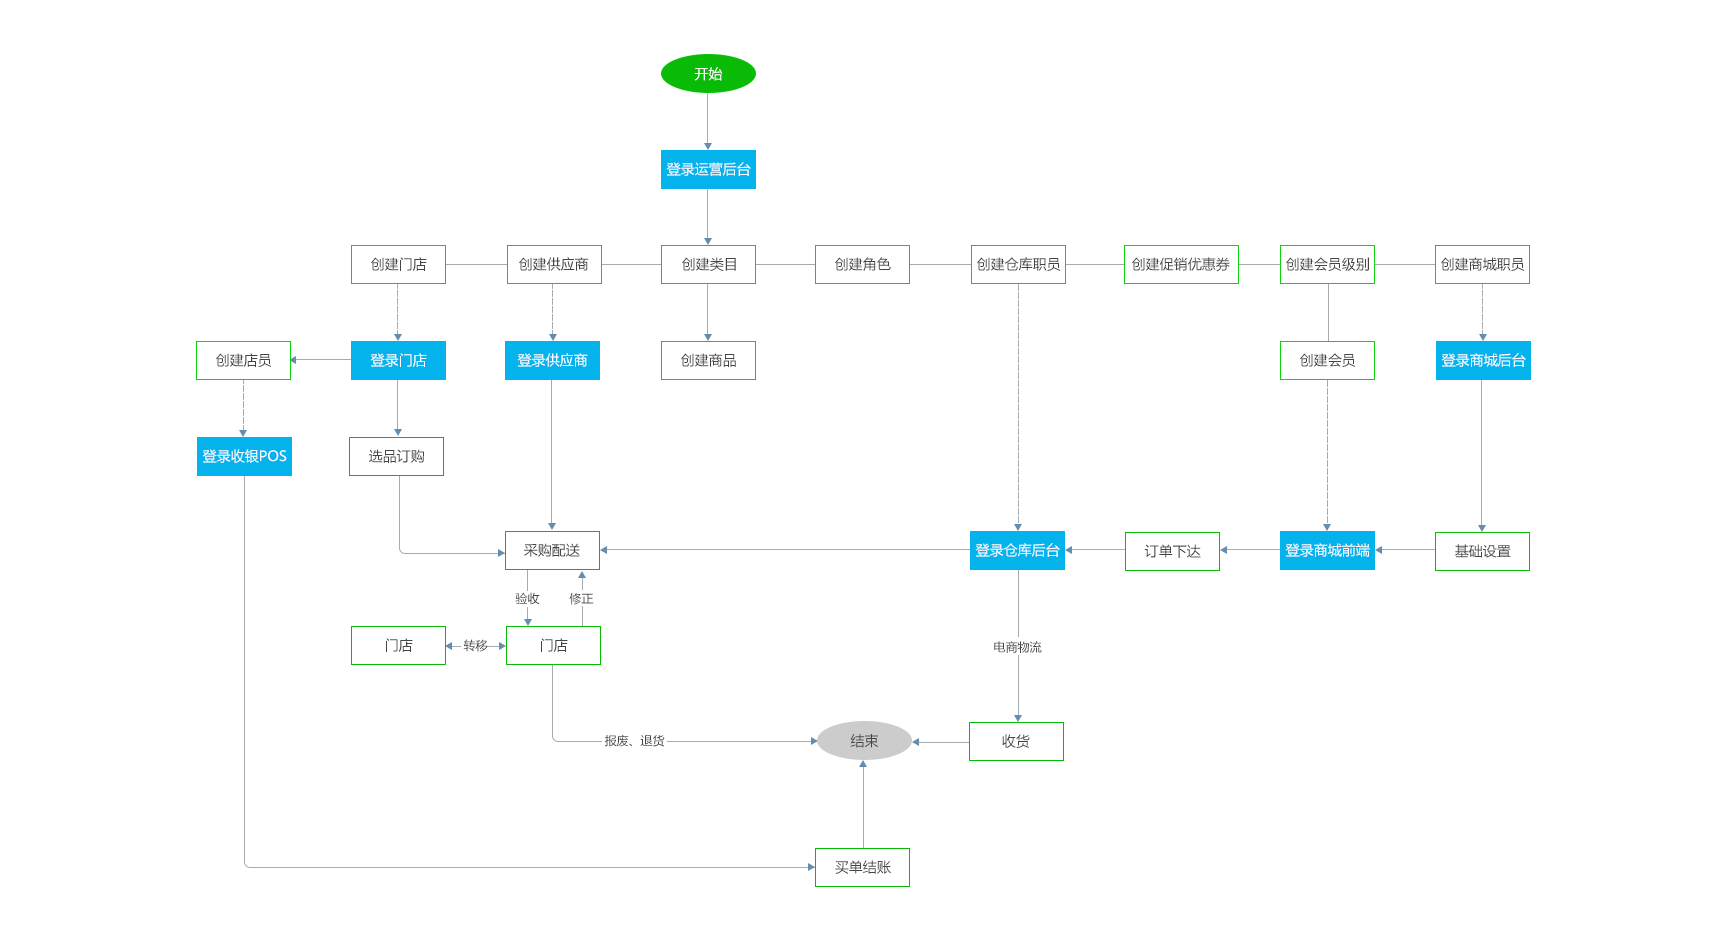 开始
登录运营后台
创建门店
创建供应商
创建类目
创建角色
创建仓库职员
创建促销优惠券
创建会员级别
创建商城职员
创建店员
登录门店
登录供应商
创建商品
创建会员
登录商城后台
登录收银POS
选品订购
采购配送
登录仓库后台
订单下达
登录商城前端
基础设置
验收
修正
门店
转移
门店
电商物流
报废、退货
结束
收货
买单结账